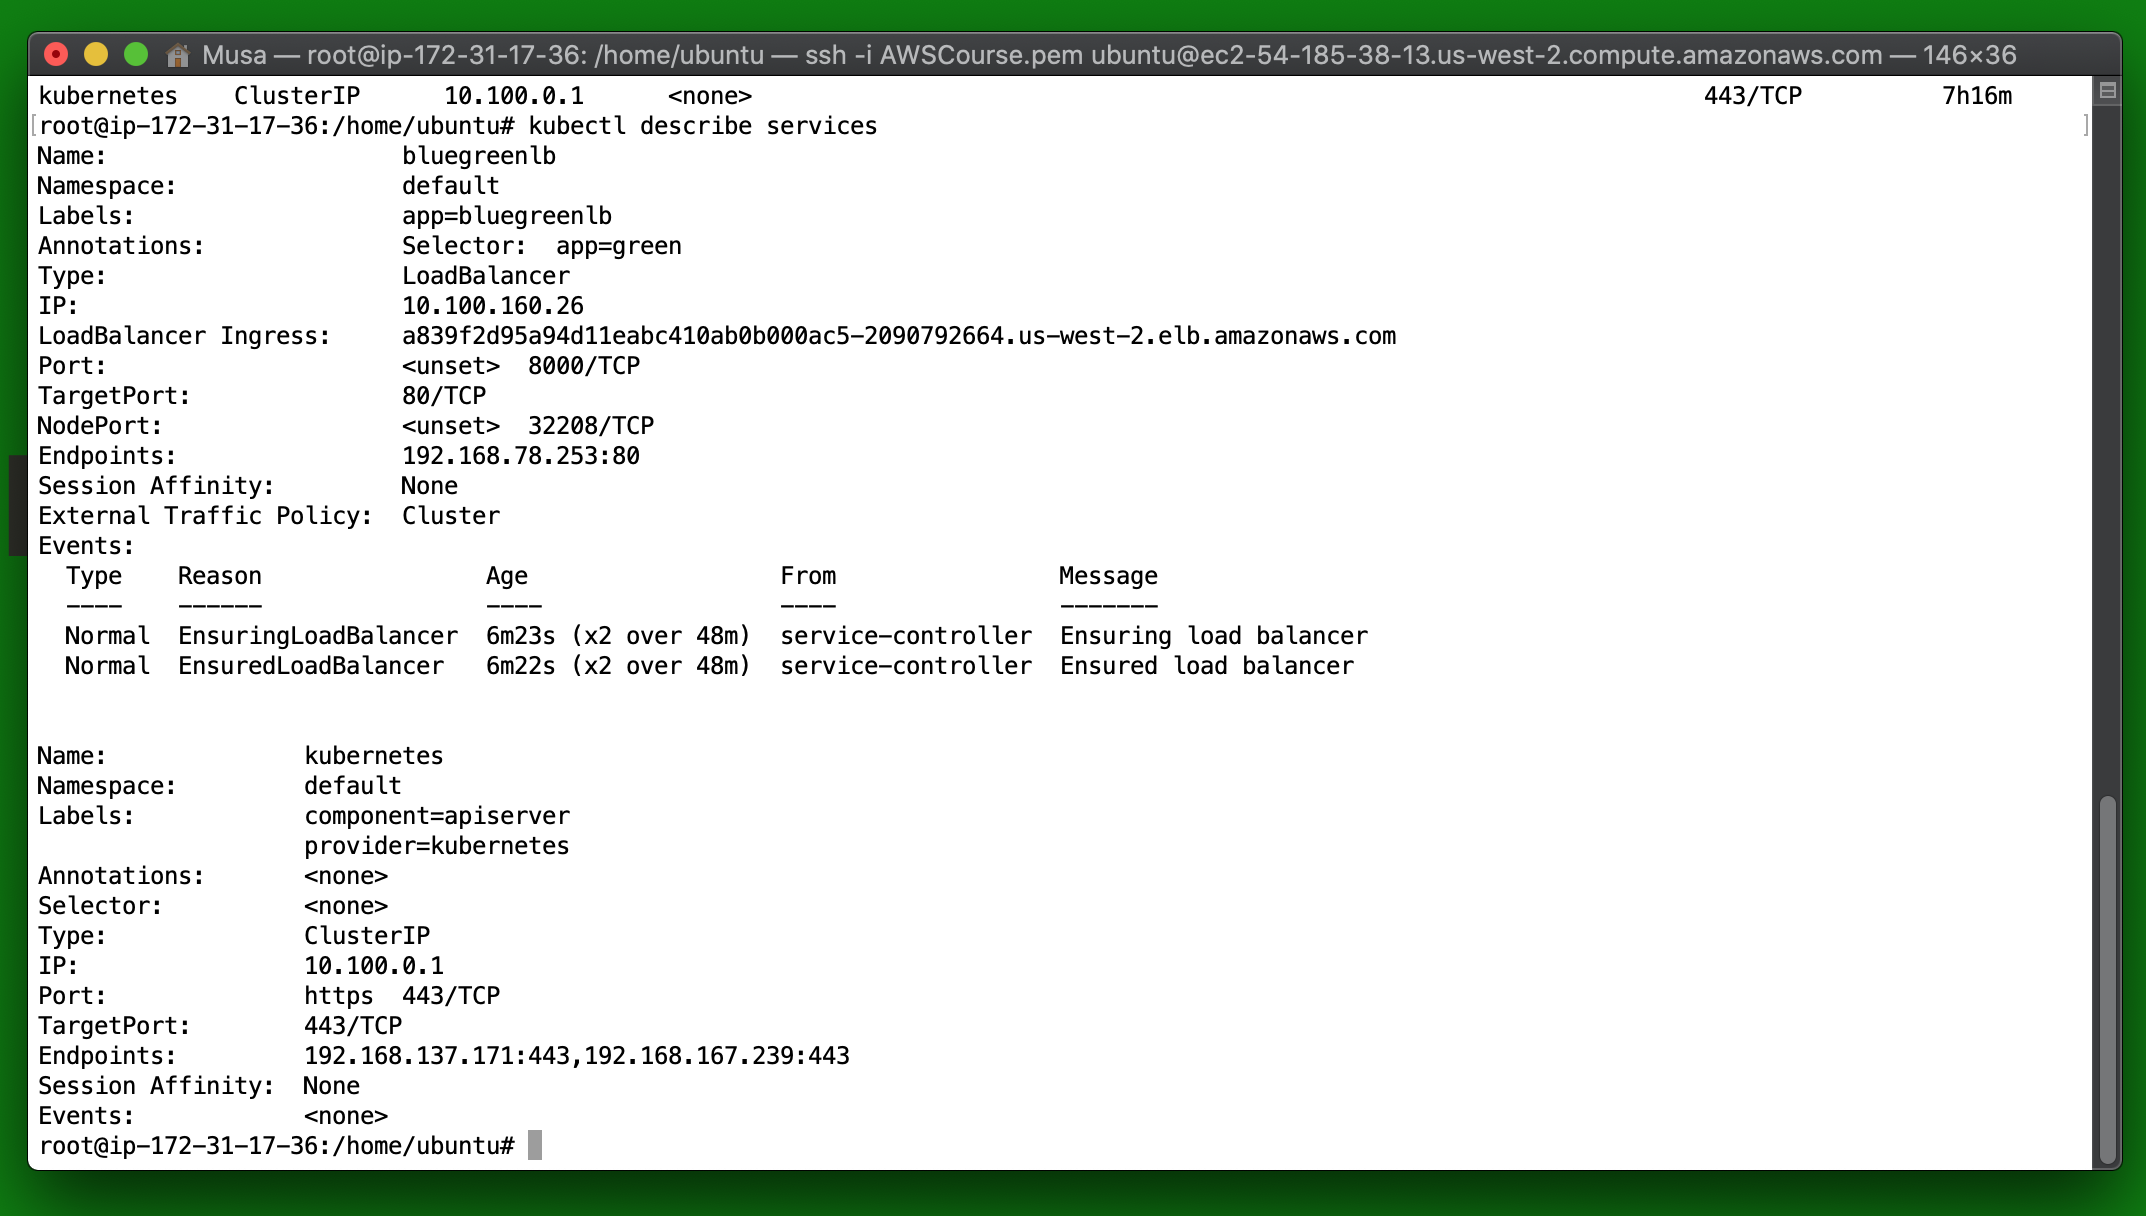 Musa — root@ip-172-31-17-36: /home/ubuntu — ssh -i AWSCourse.pem ubuntu@ec2-54-185-38-13.us-west-2.compute.amazonaws.com — 146×36
kubernetes    ClusterIP      10.100.0.1      <none>                                                                    443/TCP          7h16m
[root@ip-172-31-17-36:/home/ubuntu# kubectl describe services ]
Name:                     bluegreenlb
Namespace:                default
Labels:                   app=bluegreenlb
Annotations:              Selector:  app=green
Type:                     LoadBalancer
IP:                       10.100.160.26
LoadBalancer Ingress:     a839f2d95a94d11eabc410ab0b000ac5-2090792664.us-west-2.elb.amazonaws.com
Port:                     <unset>  8000/TCP
TargetPort:               80/TCP
NodePort:                 <unset>  32208/TCP
Endpoints:                192.168.78.253:80
Session Affinity:         None
External Traffic Policy:  Cluster
Events:
  Type    Reason                Age                From                Message
  ----    ------                ----               ----                -------
  Normal  EnsuringLoadBalancer  6m23s (x2 over 48m)  service-controller  Ensuring load balancer
  Normal  EnsuredLoadBalancer   6m22s (x2 over 48m)  service-controller  Ensured load balancer
Name:              kubernetes
Namespace:         default
Labels:            component=apiserver
                   provider=kubernetes
Annotations:       <none>
Selector:          <none>
Type:              ClusterIP
IP:                10.100.0.1
Port:              https  443/TCP
TargetPort:        443/TCP
Endpoints:         192.168.137.171:443,192.168.167.239:443
Session Affinity:  None
Events:            <none>
root@ip-172-31-17-36:/home/ubuntu#